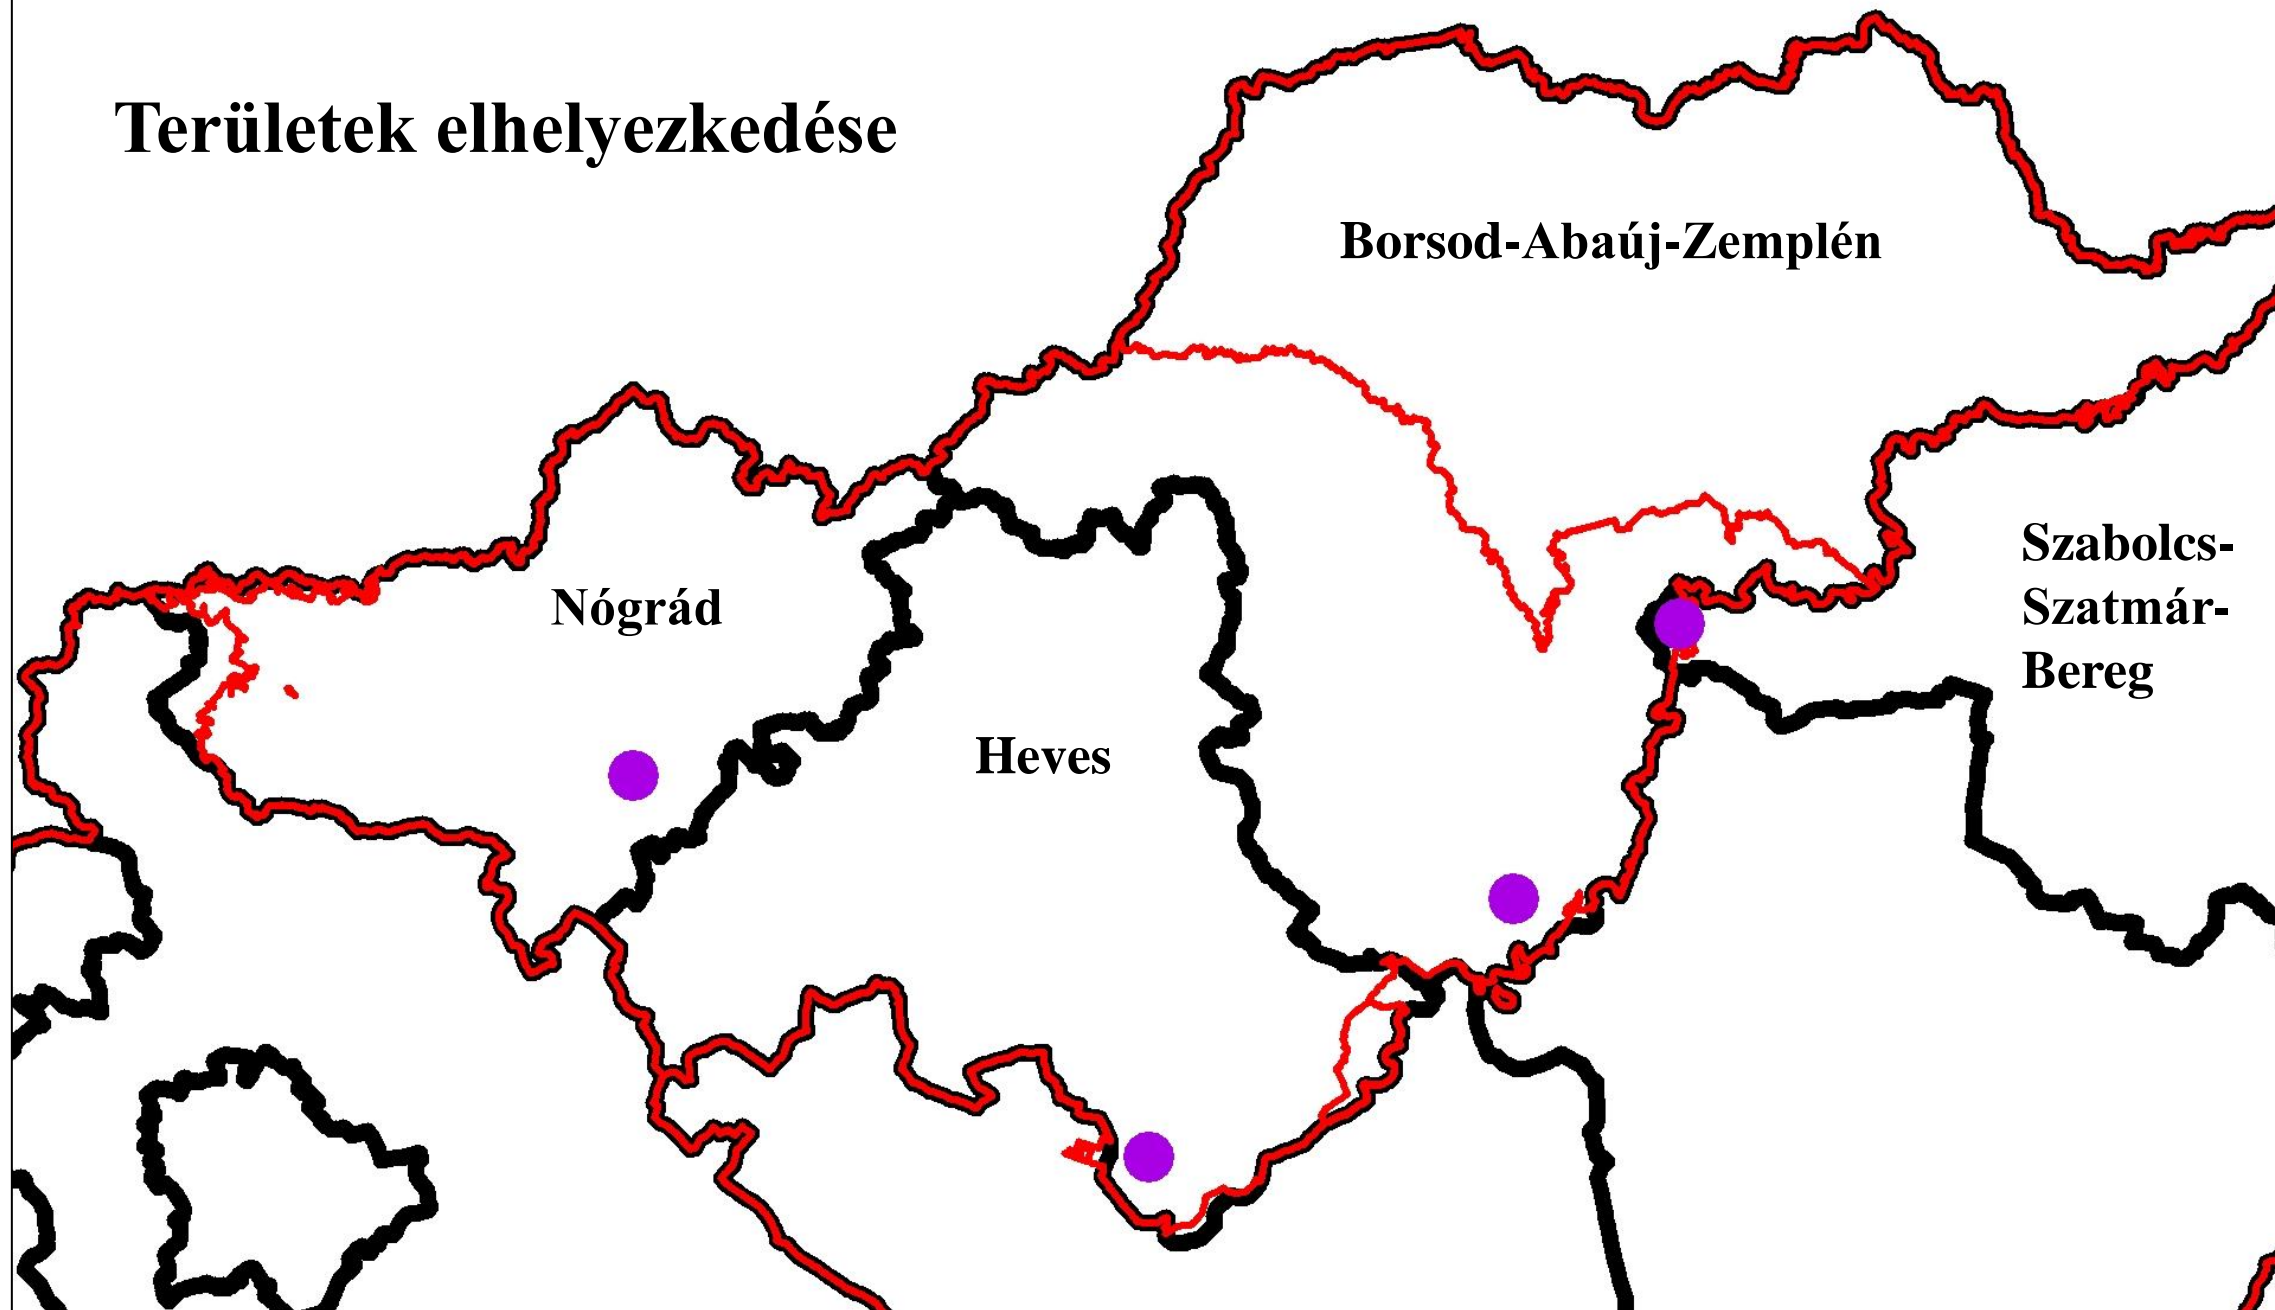 Területek elhelyezkedése
Borsod-Abaúj-Zemplén
Szabolcs-
Szatmár-
Bereg
Nógrád
Heves